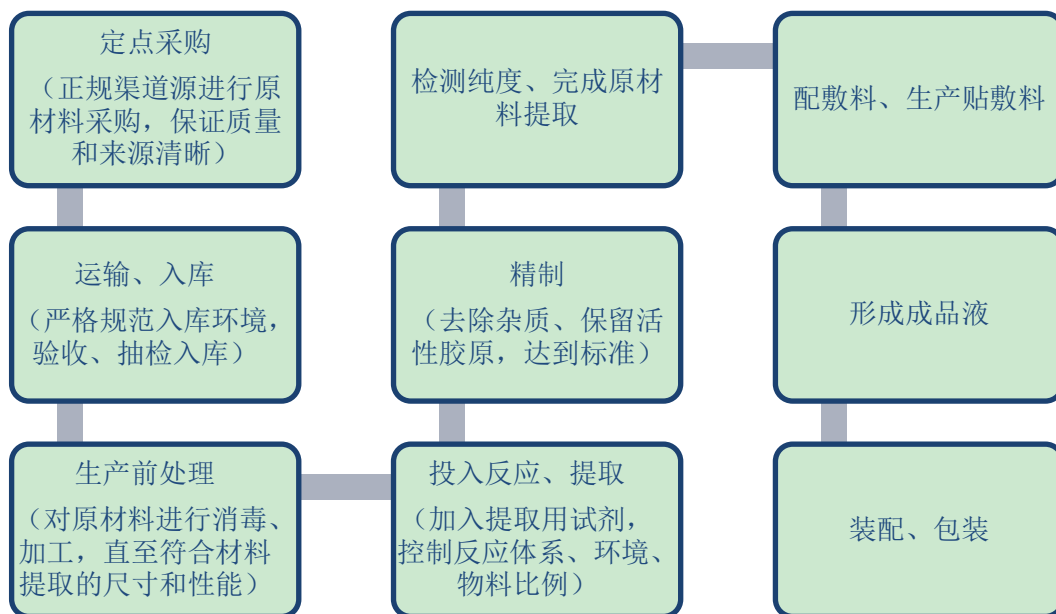 定点采购
（正规渠道源进行原
材料采购，保证质量
和来源清晰）
运输、入库
（严格规范入库环境，
验收、抽检入库）
生产前处理
（对原材料进行消毒、
加工，直至符合材料
提取的尺寸和性能）
投入反应、提取
（加入提取用试剂，
控制反应体系、环境、
物料比例）
精制
（去除杂质、保留活
性胶原，达到标准）
检测纯度、完成原材
料提取
配敷料、生产贴敷料
形成成品液
装配、包装